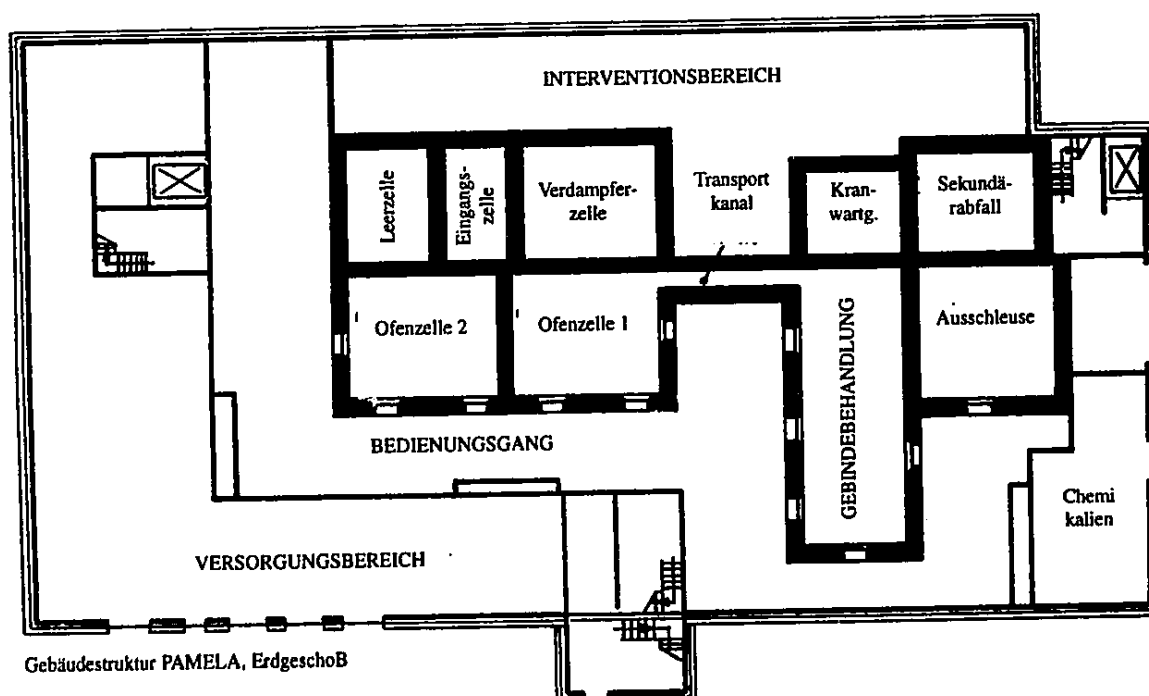 INTERVENTIONSBEREICH
Leerzelle
Eingangs-
zelle
Verdampfer-
zelle
Transport
kanal
Kran-
wartg.
Sekundä-
rabfall
Ofenzelle 2
Ofenzelle 1
GEBINDEBEHANDLUNG
Ausschleuse
BEDIENUNGSGANG
Chemi
kalien
VERSORGUNGSBEREICH
Gebäudestruktur PAMELA, ErdgeschoB